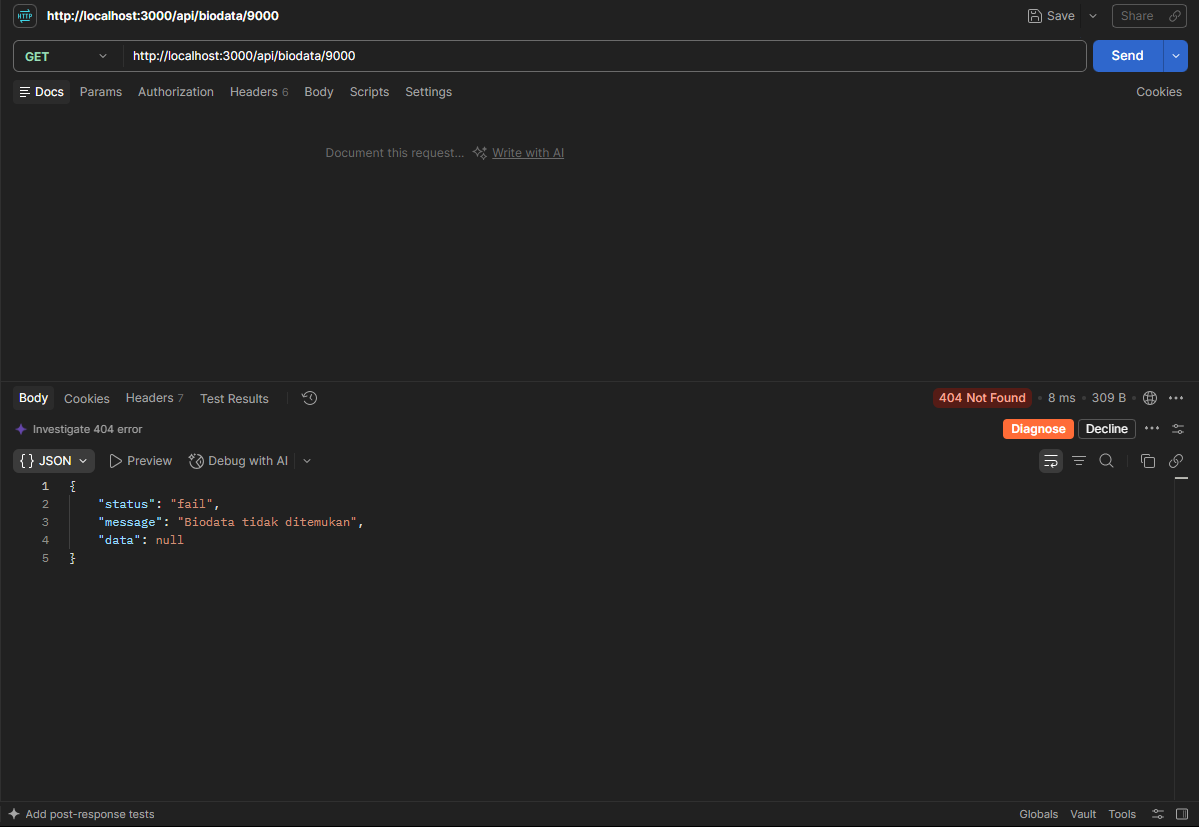 HTTP http://localhost:3000/api/biodata/9000 Save Share
GET http://localhost:3000/api/biodata/9000 Send
Docs Params Authorization Headers 6 Body Scripts Settings Cookies
Document this request... Write with AI
Body Cookies Headers 7 Test Results 404 Not Found • 8 ms • 309 B •
Investigate 404 error Diagnose Decline
{} JSON Preview Debug with AI
1 {
2 "status": "fail",
3 "message": "Biodata tidak ditemukan",
4 "data": null
5 }
Add post-response tests Globals Vault Tools